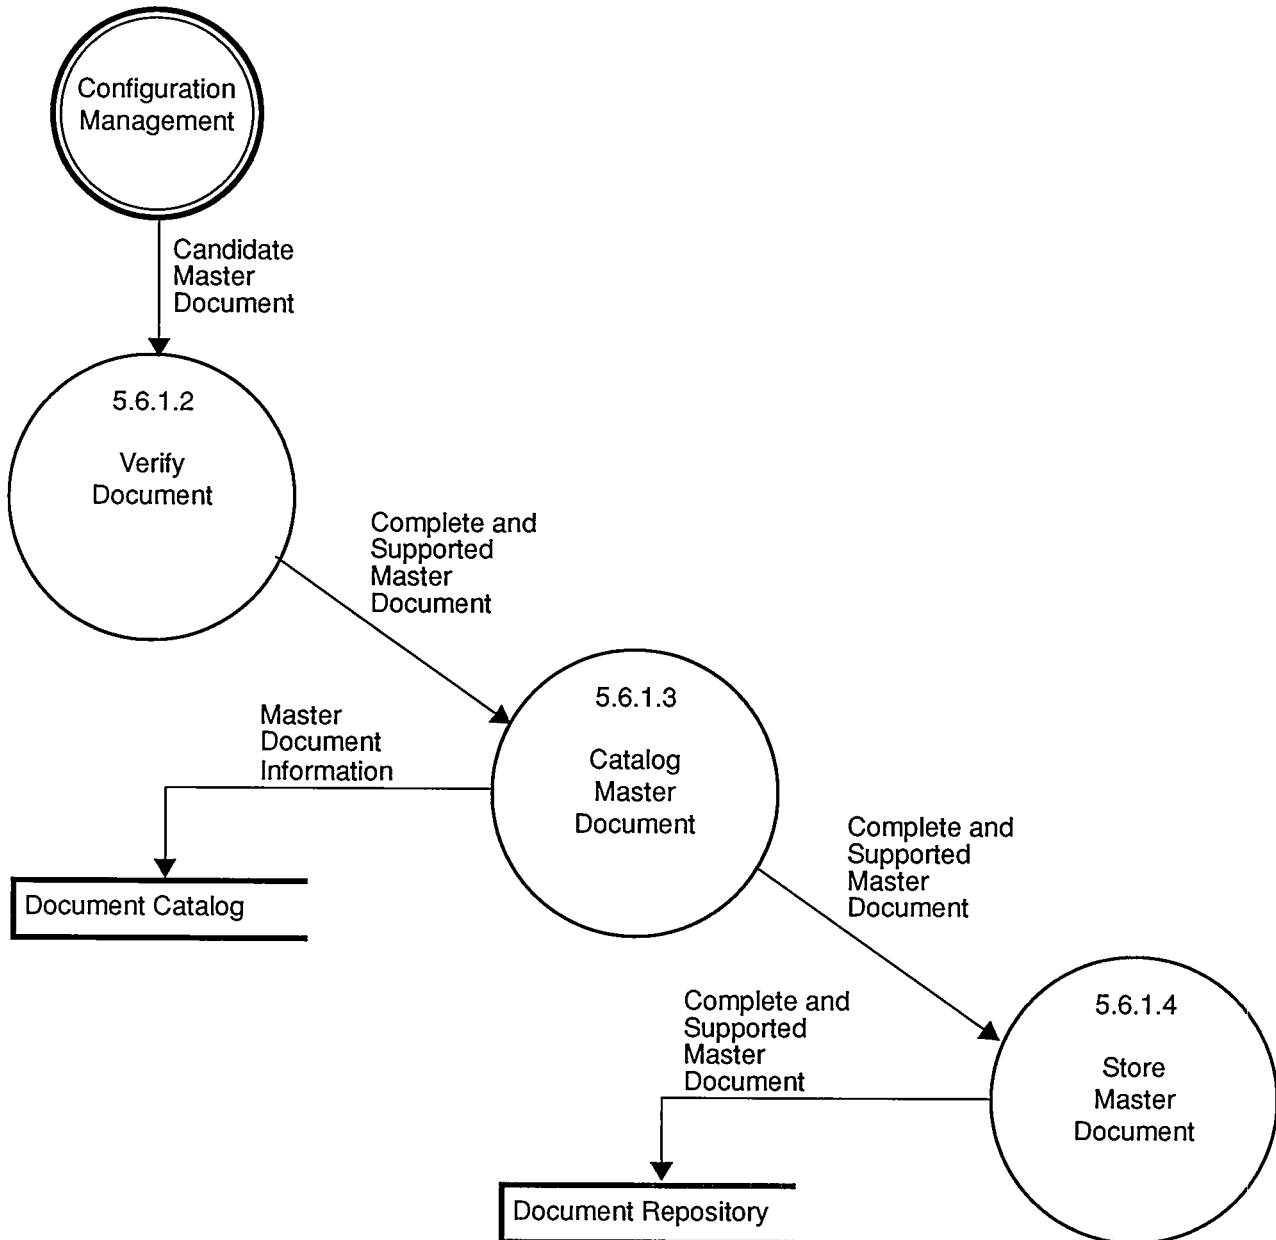 Configuration
Management
Candidate
Master
Document
5.6.1.2
Verify
Document
Complete and
Supported
Master
Document
5.6.1.3
Catalog
Master
Document
Master
Document
Information
Document Catalog
Complete and
Supported
Master
Document
5.6.1.4
Store
Master
Document
Complete and
Supported
Master
Document
Document Repository